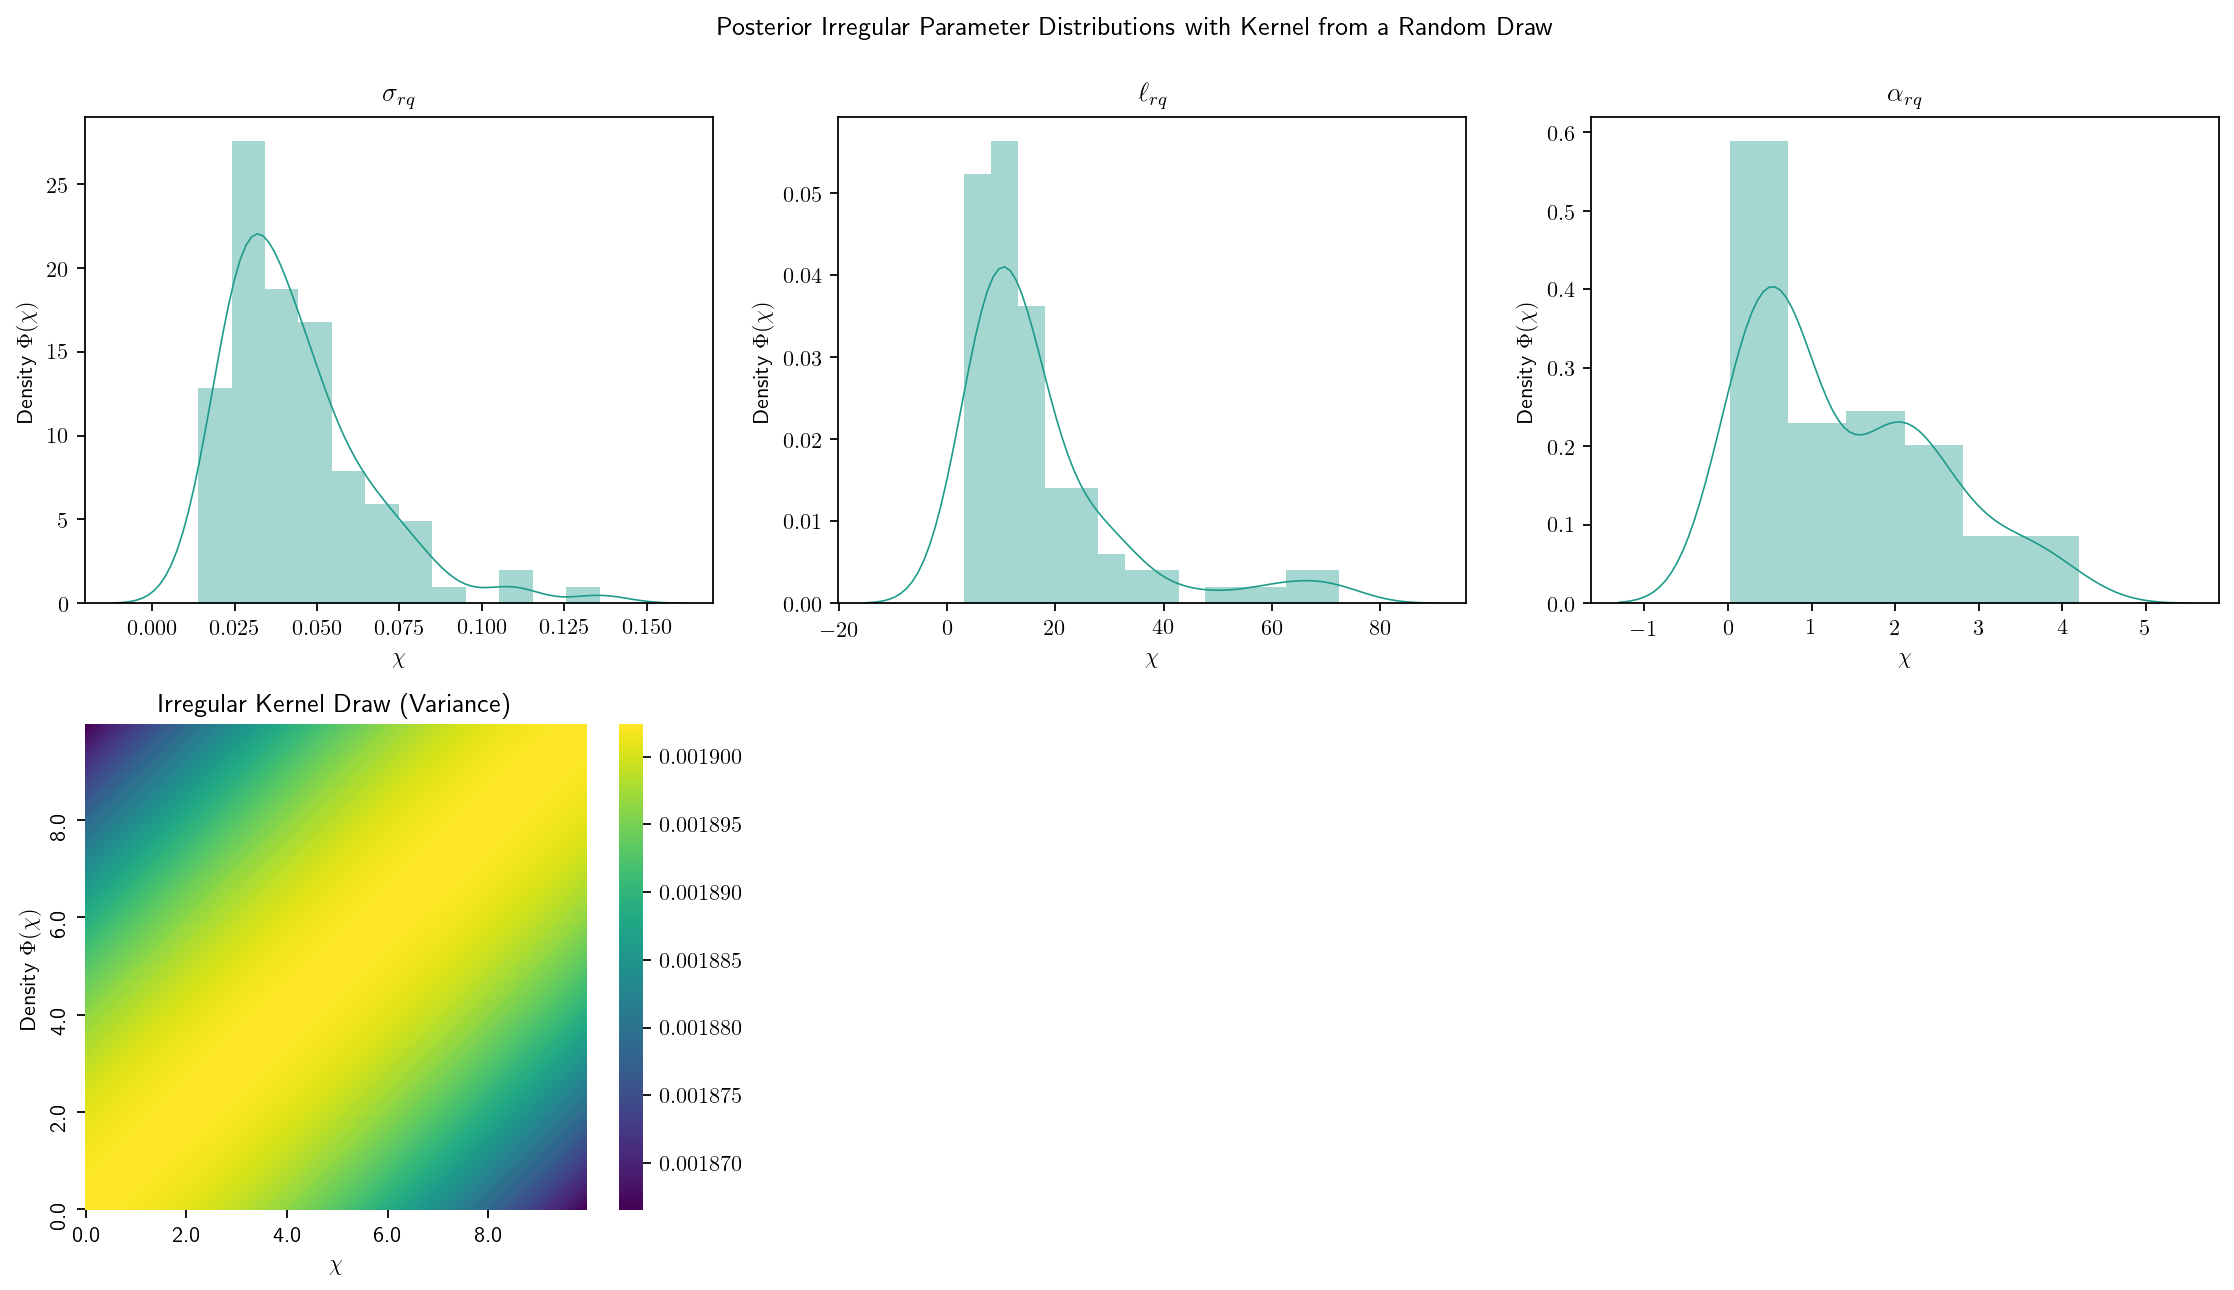 Posterior Irregular Parameter Distributions with Kernel from a Random Draw
σ_rq
Density Φ(χ)
25
20
15
10
5
0
0.000 0.025 0.050 0.075 0.100 0.125 0.150
χ
ℓ_rq
Density Φ(χ)
0.05
0.04
0.03
0.02
0.01
0.00
−20 0 20 40 60 80
χ
α_rq
Density Φ(χ)
0.6
0.5
0.4
0.3
0.2
0.1
0.0
−1 0 1 2 3 4 5
χ
Irregular Kernel Draw (Variance)
Density Φ(χ)
8.0
6.0
4.0
2.0
0.0
0.0 2.0 4.0 6.0 8.0
χ
0.001900
0.001895
0.001890
0.001885
0.001880
0.001875
0.001870